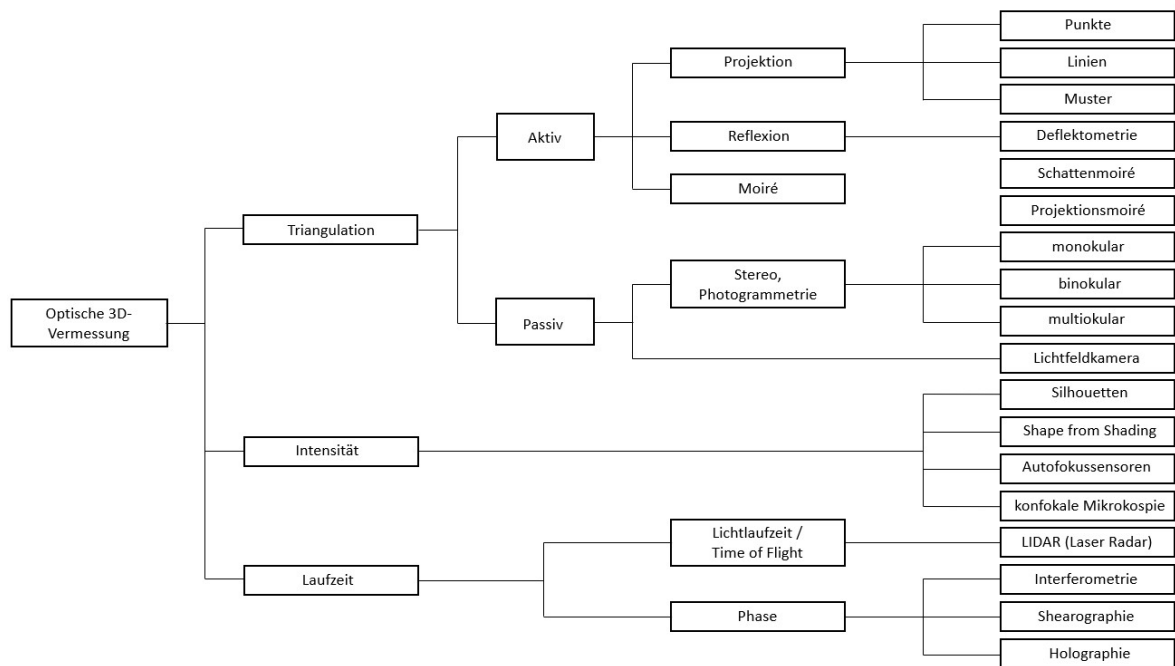 Punkte
Projektion
Linien
Muster
Aktiv
Reflexion
Deflektometrie
Schattenmoiré
Moiré
Projektionsmoiré
Triangulation
monokular
Stereo,
Photogrammetrie
binokular
Optische 3D-
Vermessung
Passiv
multiokular
Lichtfeldkamera
Silhouetten
Shape from Shading
Intensität
Autofokussensoren
konfokale Mikrokospie
Lichtlaufzeit /
Time of Flight
LIDAR (Laser Radar)
Laufzeit
Interferometrie
Phase
Shearographie
Holographie